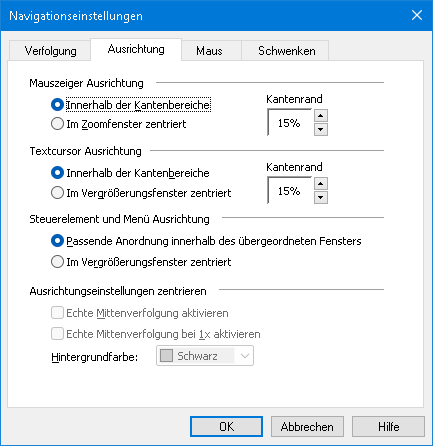 Navigationseinstellungen
Verfolgung Ausrichtung Maus Schwenken
Mauszeiger Ausrichtung
Innerhalb der Kantenbereiche
Im Zoomfenster zentriert
Kantenrand
15%
Textcursor Ausrichtung
Innerhalb der Kantenbereiche
Im Vergrößerungsfenster zentriert
Kantenrand
15%
Steuerelement und Menü Ausrichtung
Passende Anordnung innerhalb des übergeordneten Fensters
Im Vergrößerungsfenster zentriert
Ausrichtungseinstellungen zentrieren
Echte Mittenverfolgung aktivieren
Echte Mittenverfolgung bei 1x aktivieren
Hintergrundfarbe: Schwarz
OK Abbrechen Hilfe